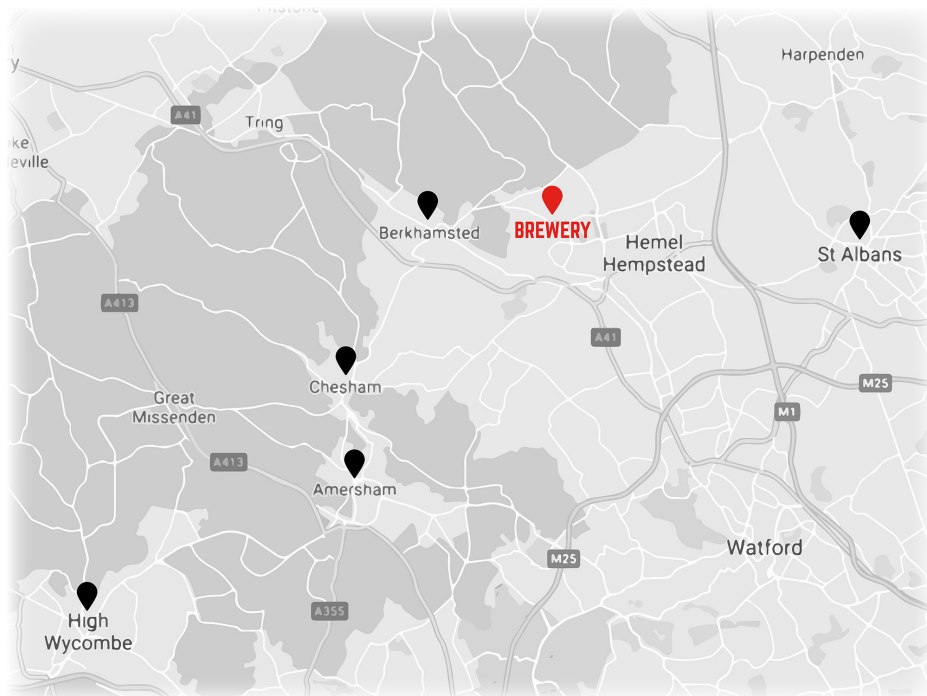 Harpenden
A41
Tring
eville
Berkhamsted
BREWERY
Hemel
Hempstead
St Albans
A413
A41
Chesham
M25
Great
Missenden
M1
A413
Amersham
Watford
M25
A355
High
Wycombe